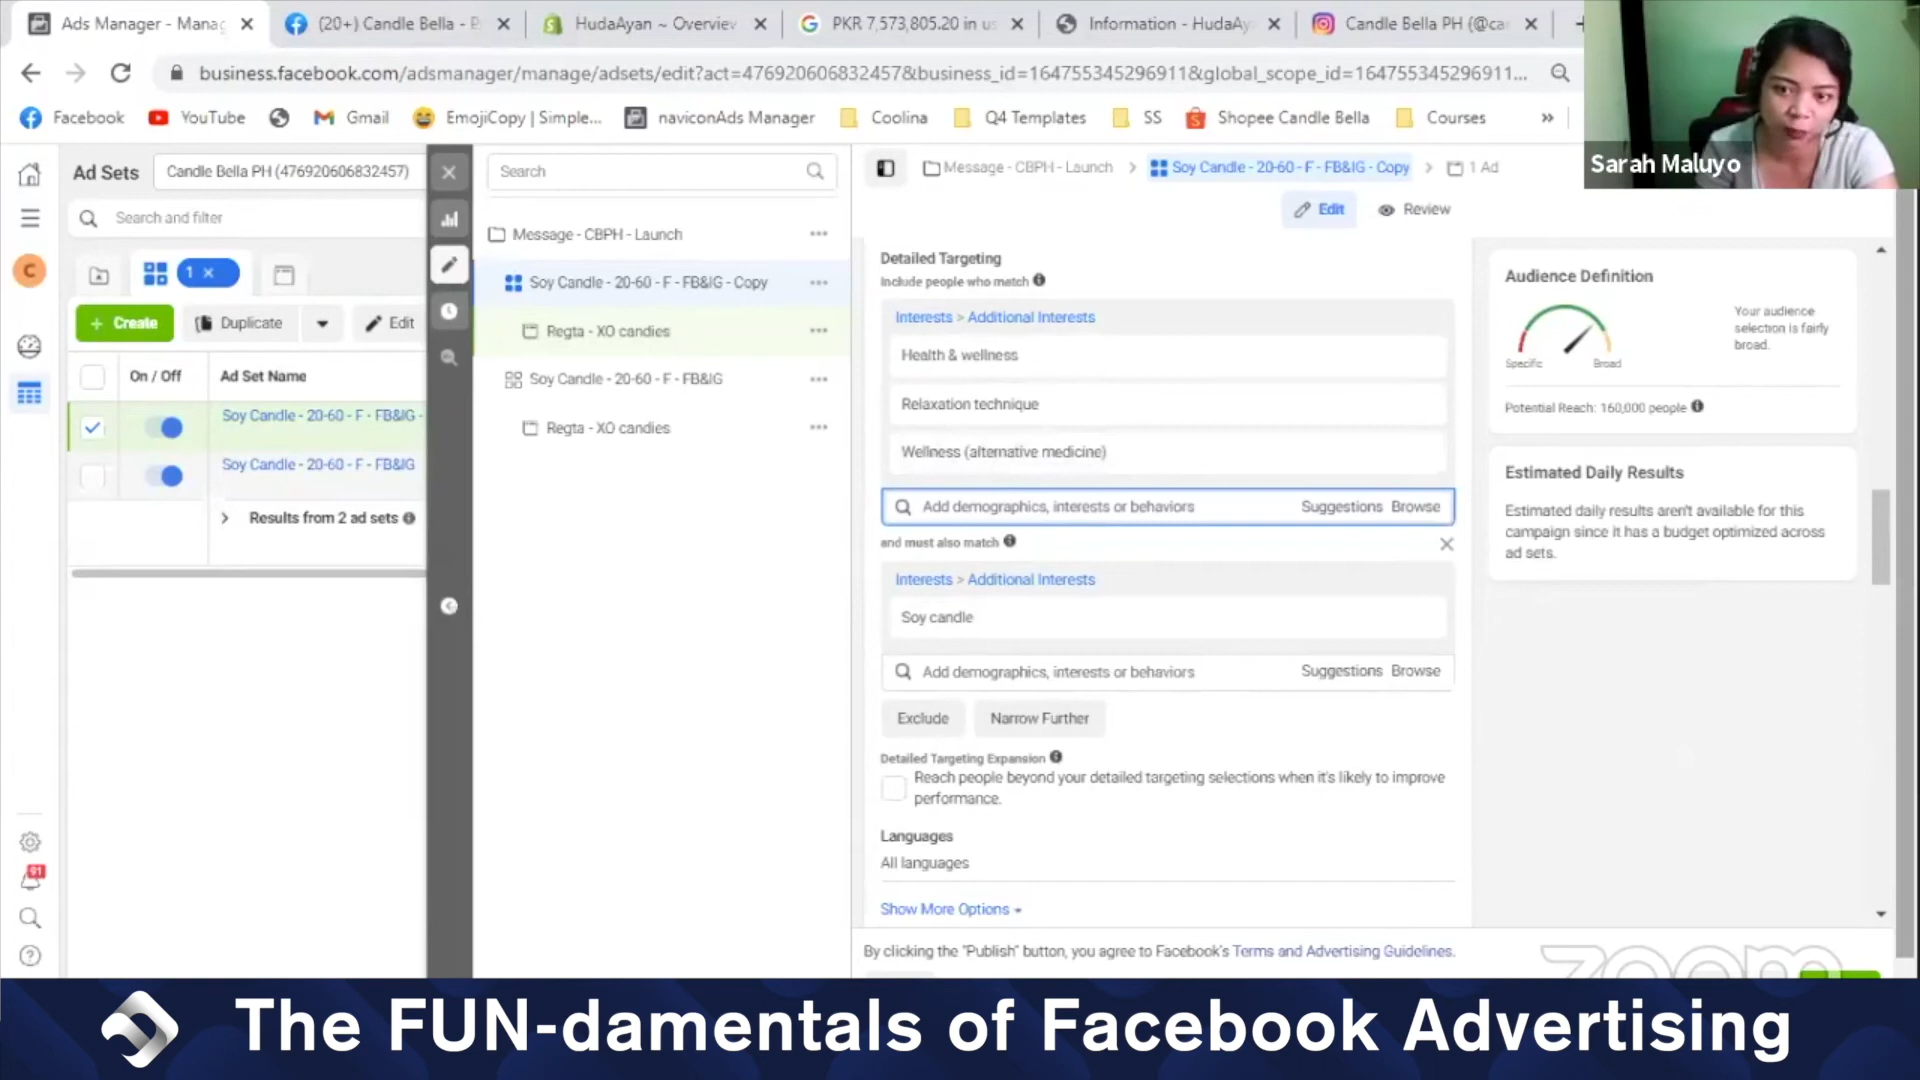 Ads Manager - Manag
(20+) Candle Bella -
HudaAyan ~ Overview
PKR 7,573,805.20 in us
Information - HudaAy
Candle Bella PH (@ca
business.facebook.com/adsmanager/manage/adsets/edit?act=476920606832457&business_id=164755345296911&global_scope_id=164755345296911...
Facebook
YouTube
Gmail
EmojiCopy | Simple...
naviconAds Manager
Coolina
Q4 Templates
SS
Shopee Candle Bella
Courses
»
Sarah Maluyo
Ad Sets
Candle Bella PH (476920606832457)
Search and filter
C
1 ×
+ Create
Duplicate
Edit
On / Off
Ad Set Name
Soy Candle - 20-60 - F - FB&IG -
Soy Candle - 20-60 - F - FB&IG
Results from 2 ad sets
91
Search
Message - CBPH - Launch
Soy Candle - 20-60 - F - FB&IG - Copy
Regta - XO candies
Soy Candle - 20-60 - F - FB&IG
Regta - XO candies
Message - CBPH - Launch > Soy Candle - 20-60 - F - FB&IG - Copy > 1 Ad
Edit
Review
Detailed Targeting
Include people who match
Interests > Additional Interests
Health & wellness
Relaxation technique
Wellness (alternative medicine)
Add demographics, interests or behaviors
Suggestions
Browse
and must also match
Interests > Additional Interests
Soy candle
Add demographics, interests or behaviors
Suggestions
Browse
Exclude
Narrow Further
Detailed Targeting Expansion
Reach people beyond your detailed targeting selections when it's likely to improve
performance.
Languages
All languages
Show More Options
By clicking the "Publish" button, you agree to Facebook's Terms and Advertising Guidelines.
Audience Definition
Specific
Broad
Your audience
selection is fairly
broad.
Potential Reach: 160,000 people
Estimated Daily Results
Estimated daily results aren't available for this
campaign since it has a budget optimized across
ad sets.
zoom
The FUN-damentals of Facebook Advertising